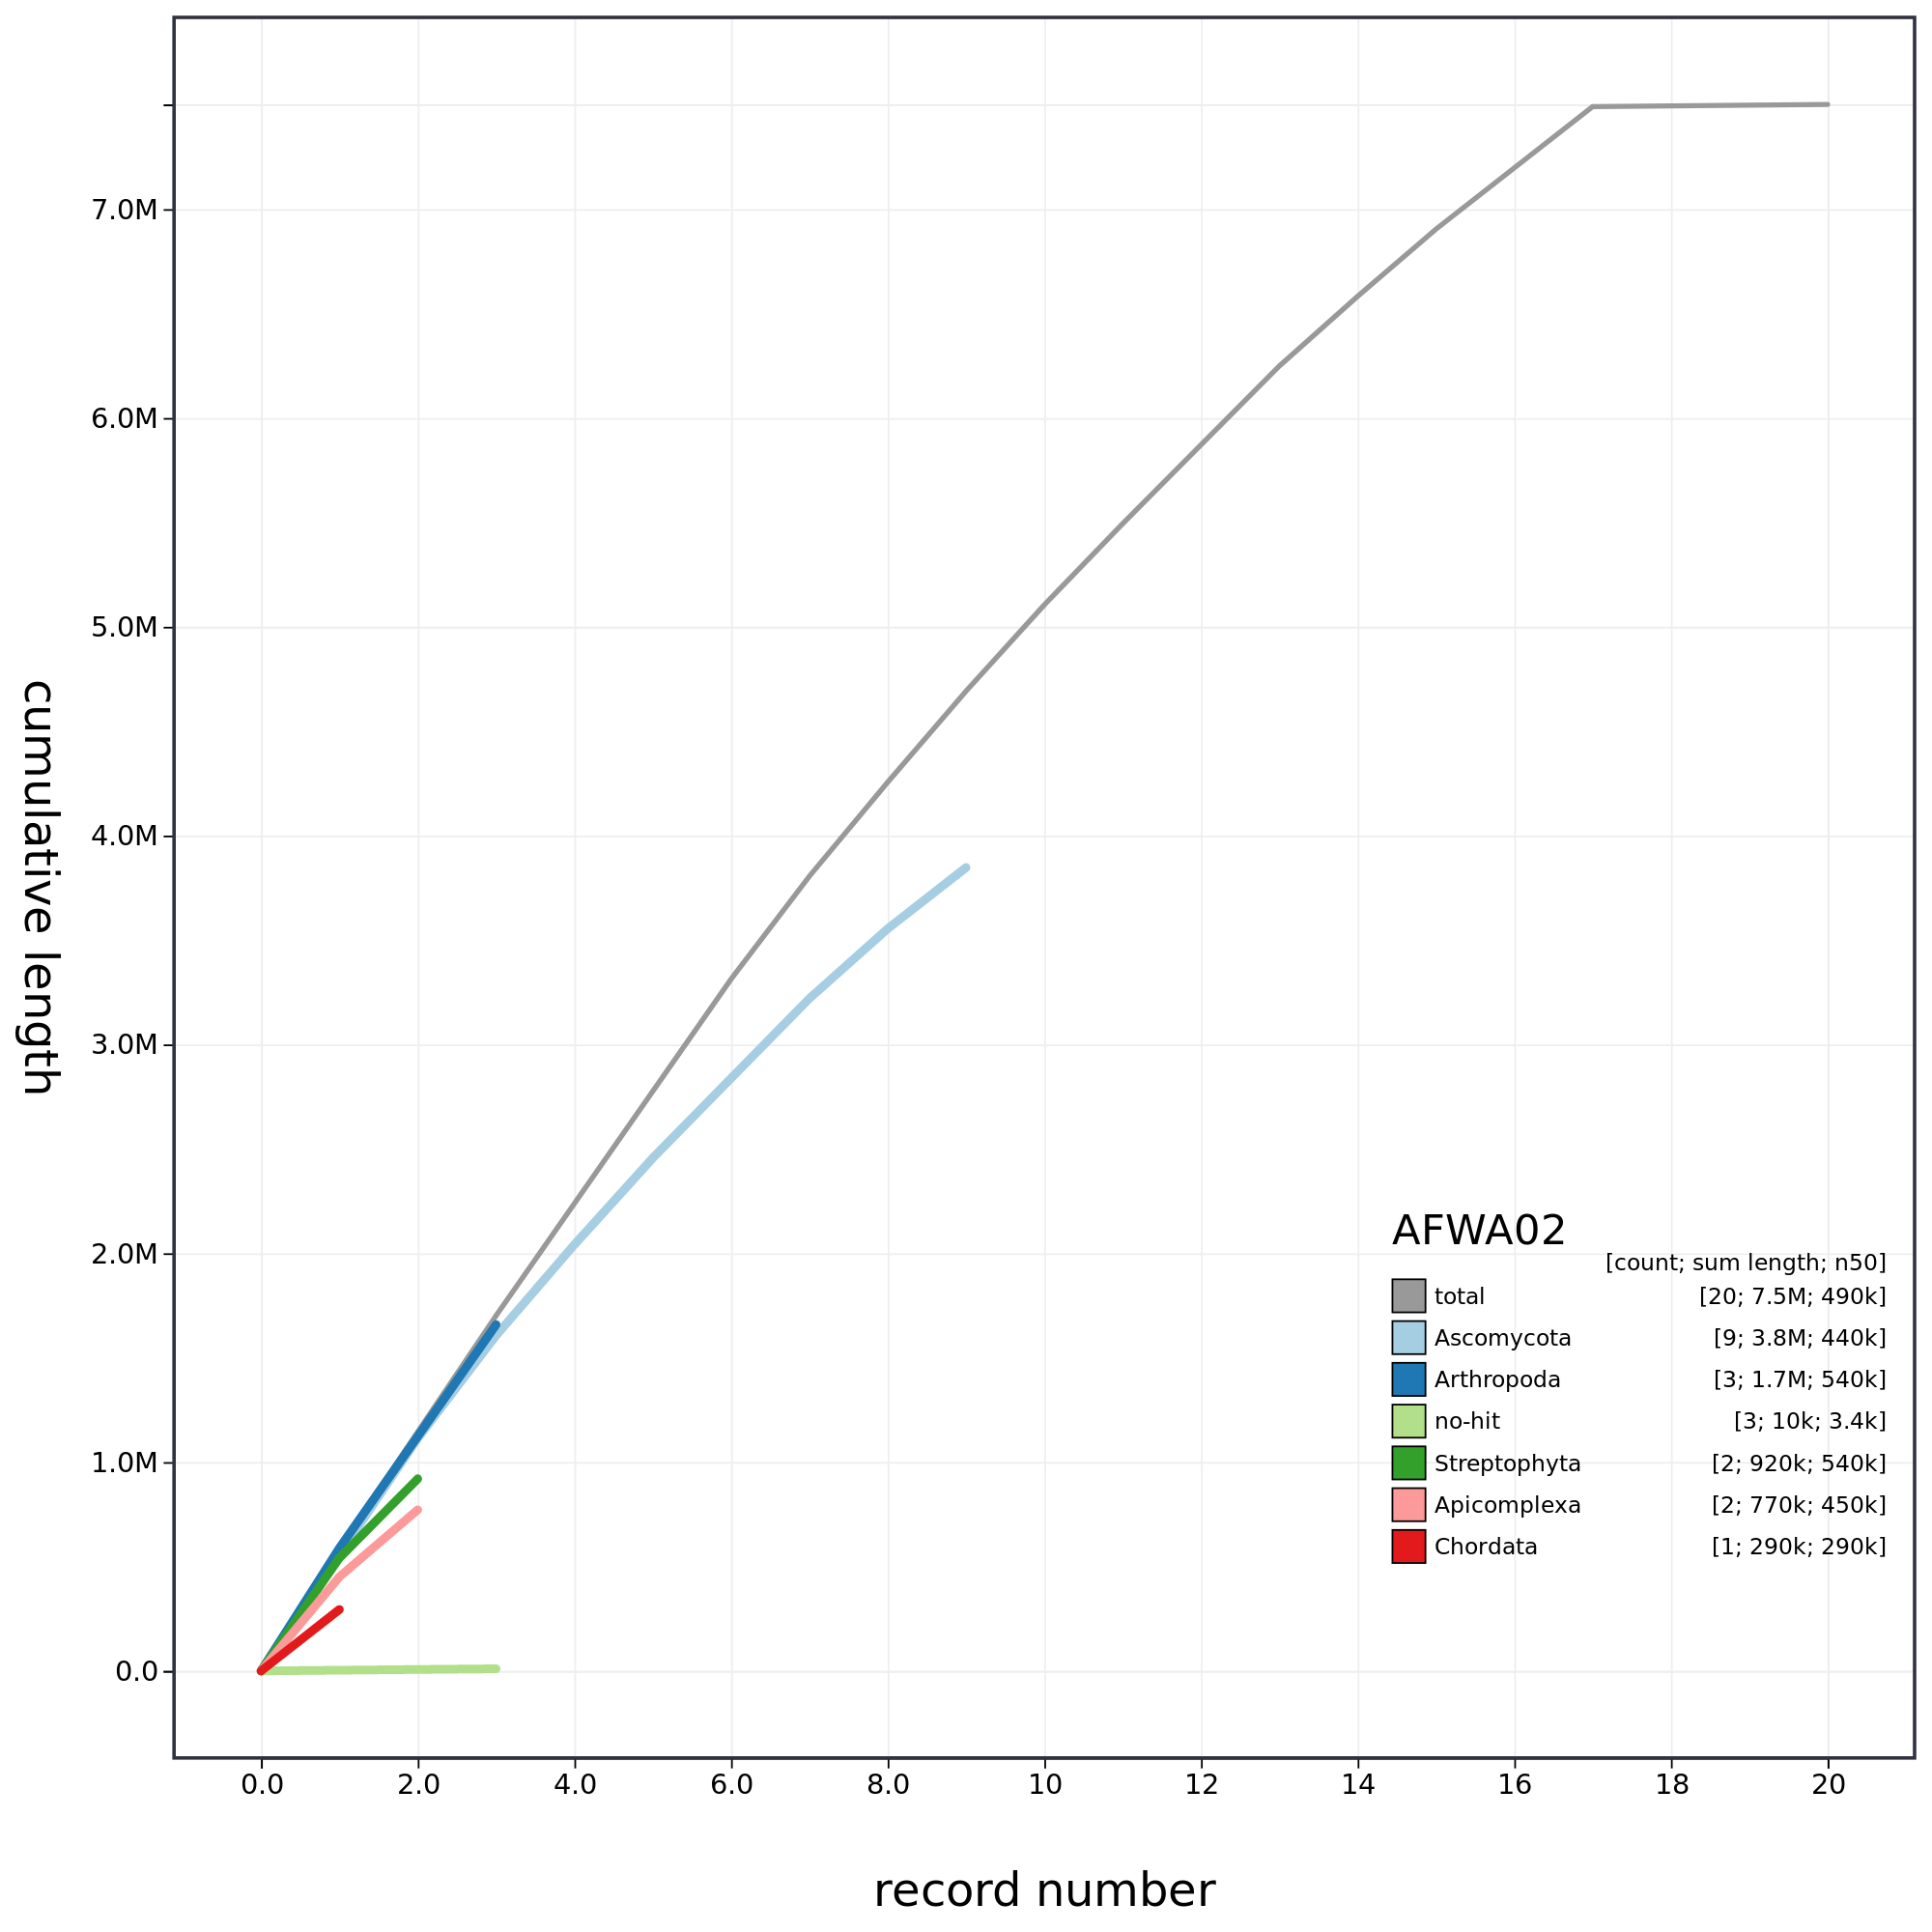 cumulative length
7.0M
6.0M
5.0M
4.0M
3.0M
2.0M
1.0M
0.0
AFWA02
[count; sum length; n50]
total [20; 7.5M; 490k]
Ascomycota [9; 3.8M; 440k]
Arthropoda [3; 1.7M; 540k]
no-hit [3; 10k; 3.4k]
Streptophyta [2; 920k; 540k]
Apicomplexa [2; 770k; 450k]
Chordata [1; 290k; 290k]
0.0 2.0 4.0 6.0 8.0 10 12 14 16 18 20
record number